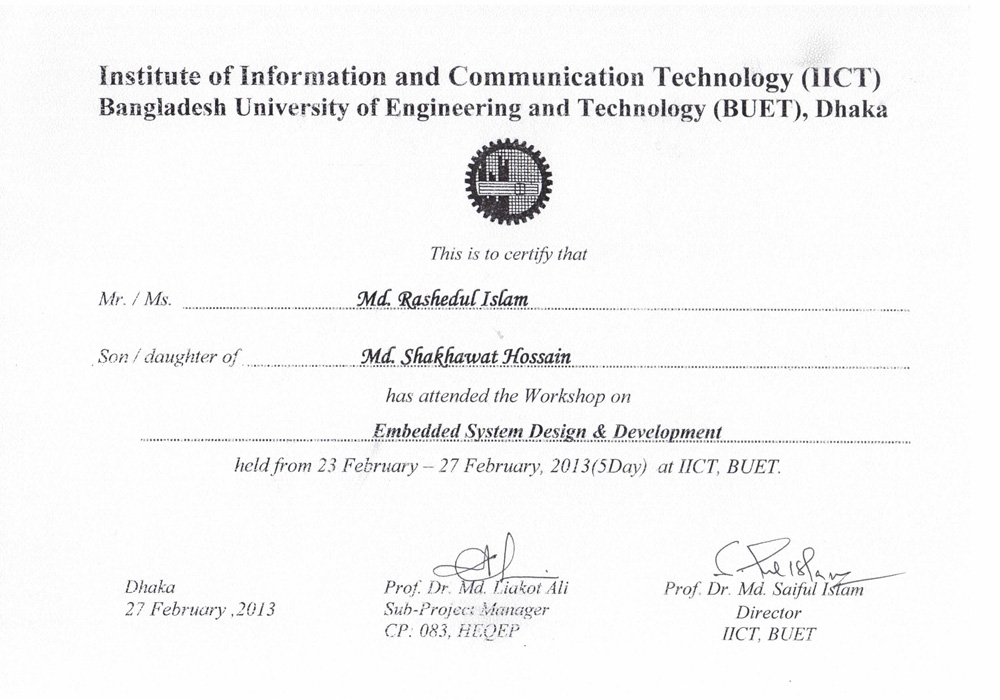 Institute of Information and Communication Technology (IICT)
Bangladesh University of Engineering and Technology (BUET), Dhaka
This is to certify that
Mr. / Ms. Md. Rashedul Islam
Son / daughter of Md. Shakhawat Hossain
has attended the Workshop on
Embedded System Design & Development
held from 23 February – 27 February, 2013(5Day) at IICT, BUET.
Dhaka
27 February ,2013
Prof. Dr. Md. Liakot Ali
Sub-Project Manager
CP: 083, HEQEP
Prof. Dr. Md. Saiful Islam
Director
IICT, BUET